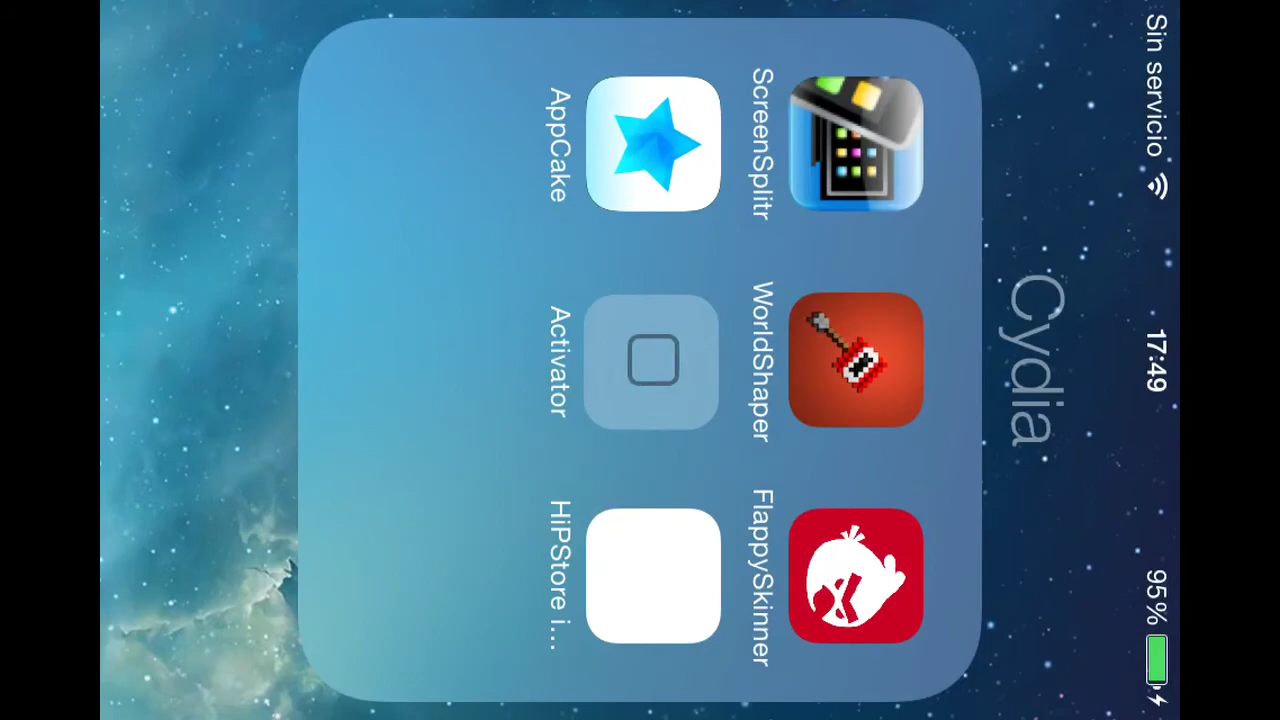 Sin servicio 17:49 95%
Cydia
ScreenSplitr WorldShaper FlappySkinner
AppCake Activator HiPStore i...